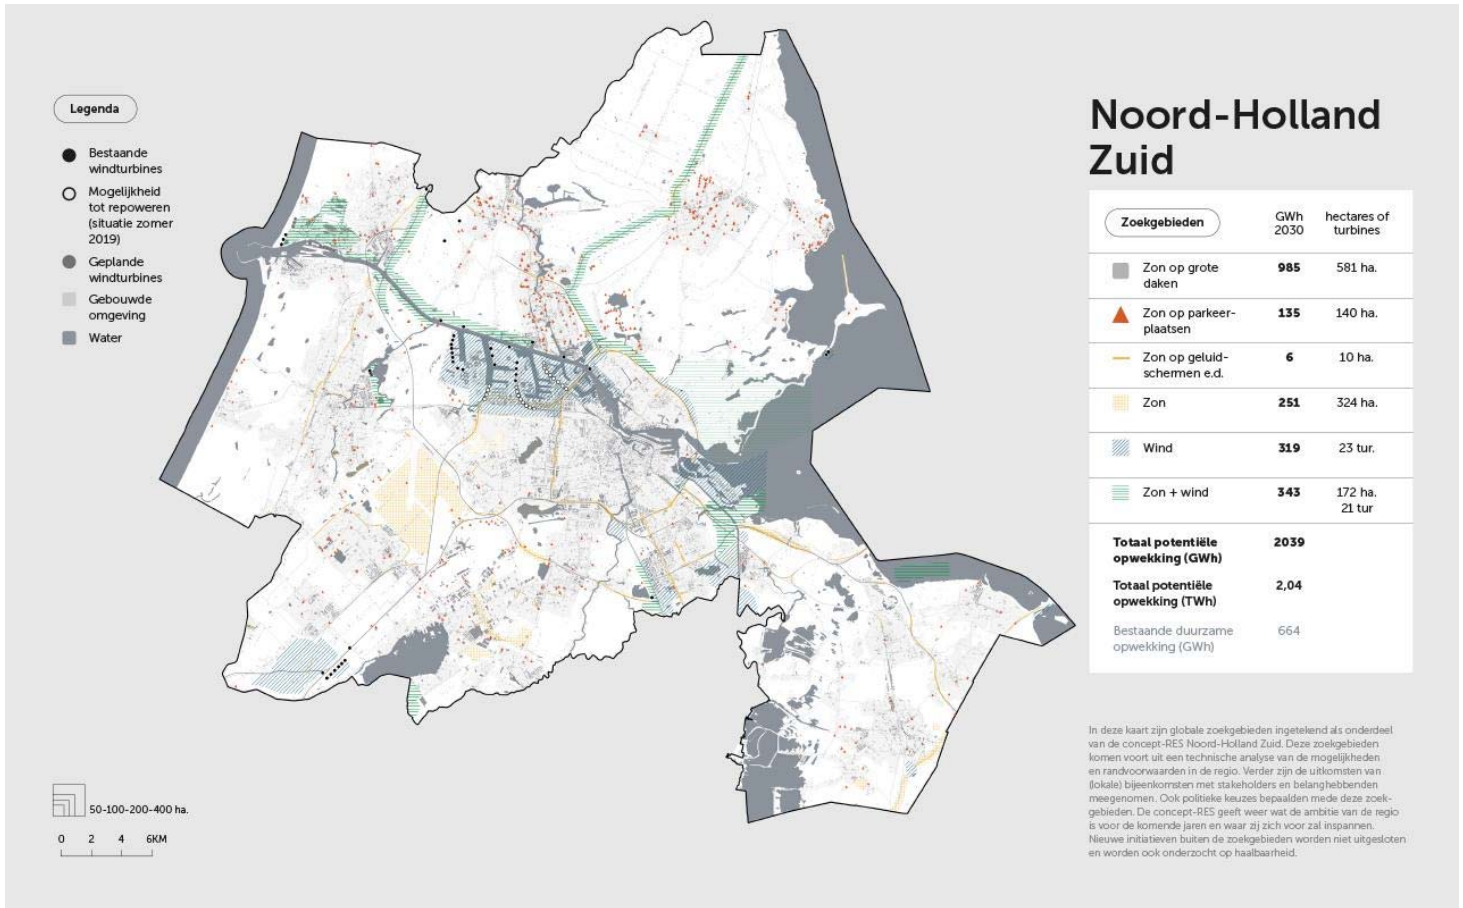 Legenda
Bestaande
windturbines
Mogelijkheid
tot repoweren
(situatie zomer
2019)
Geplande
windturbines
Gebouwde
omgeving
Water
50-100-200-400 ha.
0 2 4 6KM
Noord-Holland
Zuid
Zoekgebieden
GWh
2030
hectares of
turbines
Zon op grote
daken
985
581 ha.
Zon op parkeer-
plaatsen
135
140 ha.
Zon op geluid-
schermen e.d.
6
10 ha.
Zon
251
324 ha.
Wind
319
23 tur.
Zon + wind
343
172 ha.
21 tur
Totaal potentiële
opwekking (GWh)
2039
Totaal potentiële
opwekking (TWh)
2,04
Bestaande duurzame
opwekking (GWh)
664
In deze kaart zijn globale zoekgebieden ingetekend als onderdeel
van de concept-RES Noord-Holland Zuid. Deze zoekgebieden
komen voort uit een technische analyse van de mogelijkheden
en randvoorwaarden in de regio. Verder zijn de uitkomsten van
(lokale) bijeenkomsten met stakeholders en belanghebbenden
meegenomen. Ook politieke keuzes bepaalden mede deze zoek-
gebieden. De concept-RES geeft weer wat de ambitie van de regio
is voor de komende jaren en waar zij zich voor zal inspannen.
Nieuwe initiatieven buiten de zoekgebieden worden niet uitgesloten
en worden ook onderzocht op haalbaarheid.